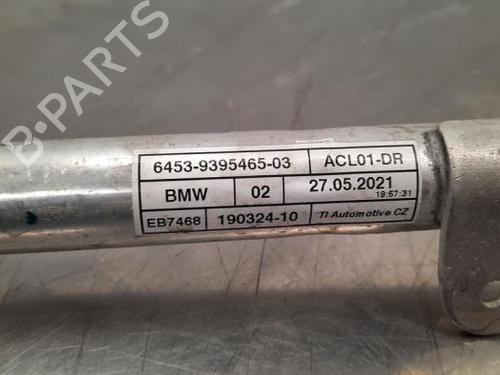 B-PARTS
6453-9395465-03 ACL01-DR
BMW 02 27.05.2021
19:57:31
EB7468 190324-10 TI Automotive CZ